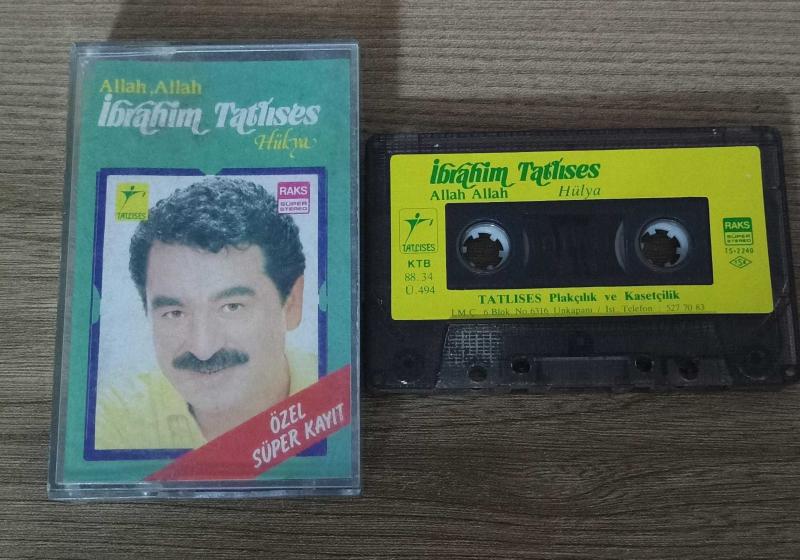 Allah, Allah
İbrahim Tatlıses
Hülya
TATLISES
RAKS
SÜPER
STEREO
ÖZEL
SÜPER KAYIT
İbrahim Tatlıses
Allah Allah Hülya
TATLISES
KTB
88.34
Ü.494
RAKS
SÜPER
STEREO
TS-2240
TSE
TATLISES Plakçılık ve Kasetçilik
İ.M.Ç. 6.Blok No.6316 Unkapanı / İst. Telefon : 527 70 83